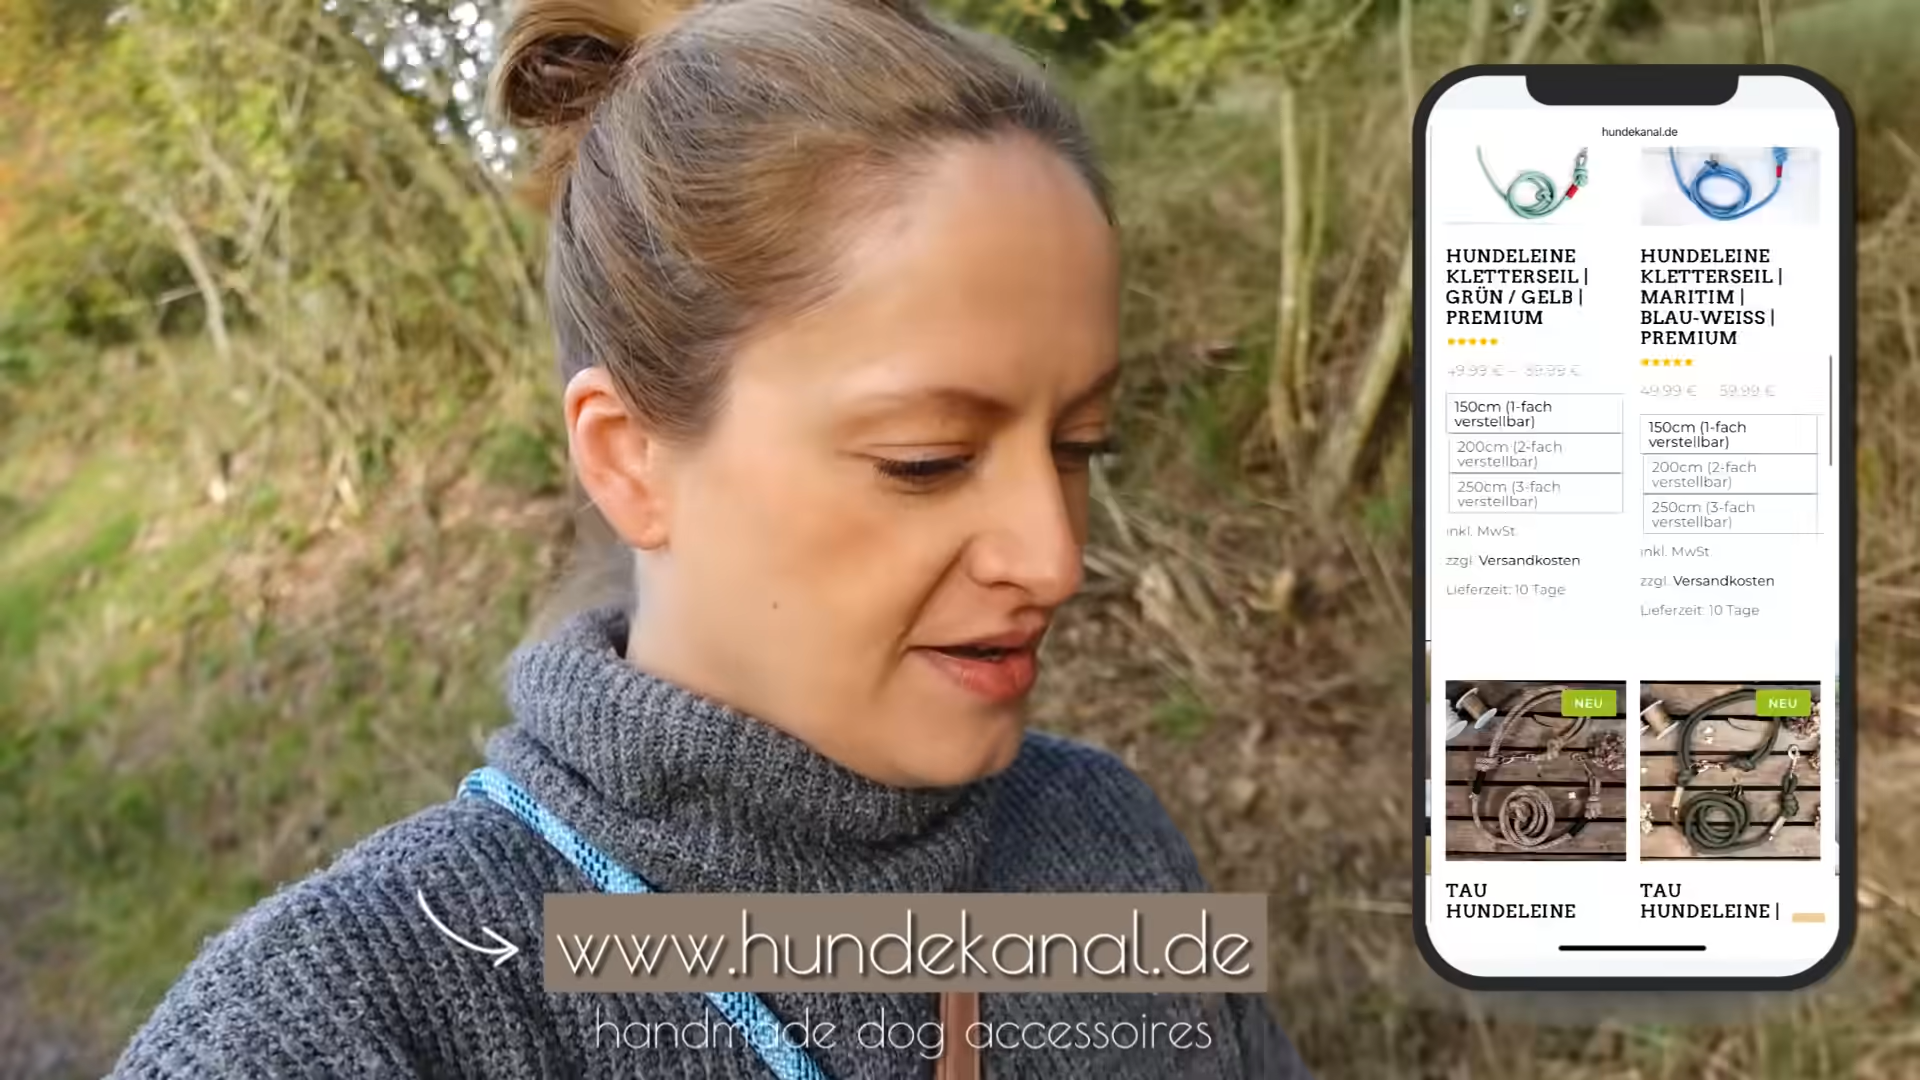 hundekanal.de
HUNDELEINE
KLETTERSEIL |
GRÜN / GELB |
PREMIUM
49,99 € – 89,99 €
150cm (1-fach
verstellbar)
200cm (2-fach
verstellbar)
250cm (3-fach
verstellbar)
inkl. MwSt.
zzgl. Versandkosten
Lieferzeit: 10 Tage
HUNDELEINE
KLETTERSEIL |
MARITIM |
BLAU-WEISS |
PREMIUM
49,99 € 59,99 €
150cm (1-fach
verstellbar)
200cm (2-fach
verstellbar)
250cm (3-fach
verstellbar)
inkl. MwSt.
zzgl. Versandkosten
Lieferzeit: 10 Tage
NEU
TAU
HUNDELEINE
NEU
TAU
HUNDELEINE |
www.hundekanal.de
handmade dog accessoires